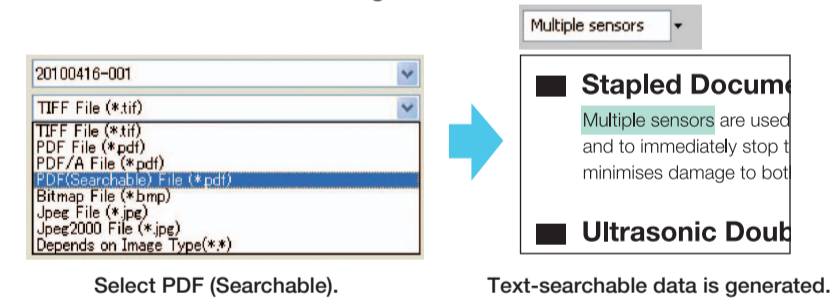 20100416-001
TIFF File (*.tif)
TIFF File (*.tif)
PDF File (*.pdf)
PDF/A File (*.pdf)
PDF(Searchable) File (*.pdf)
Bitmap File (*.bmp)
Jpeg File (*.jpg)
Jpeg2000 File (*.jpg)
Depends on Image Type(*.*)
Select PDF (Searchable).
Multiple sensors
Stapled Docume
Multiple sensors are used
and to immediately stop t
minimises damage to bot
Ultrasonic Doub
Text-searchable data is generated.